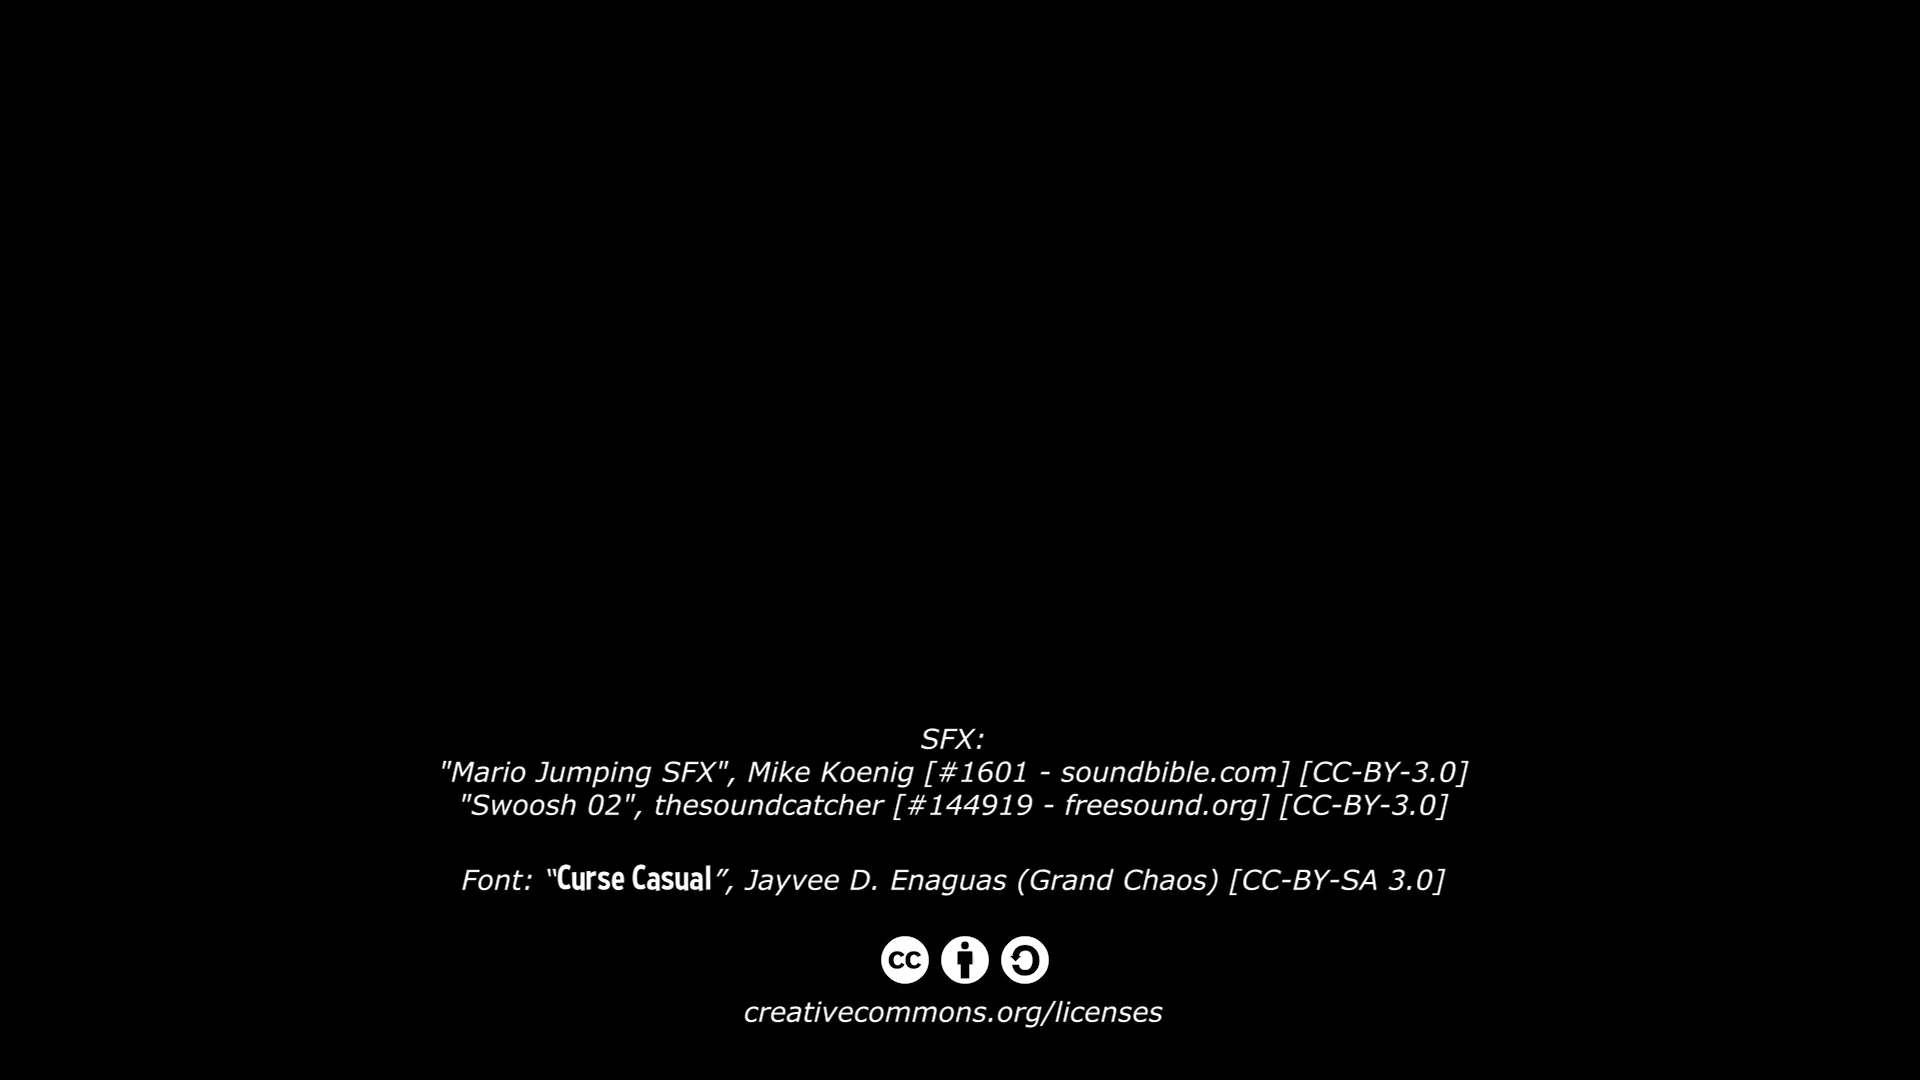 SFX:
"Mario Jumping SFX", Mike Koenig [#1601 - soundbible.com] [CC-BY-3.0]
"Swoosh 02", thesoundcatcher [#144919 - freesound.org] [CC-BY-3.0]
Font: “Curse Casual”, Jayvee D. Enaguas (Grand Chaos) [CC-BY-SA 3.0]
cc
creativecommons.org/licenses